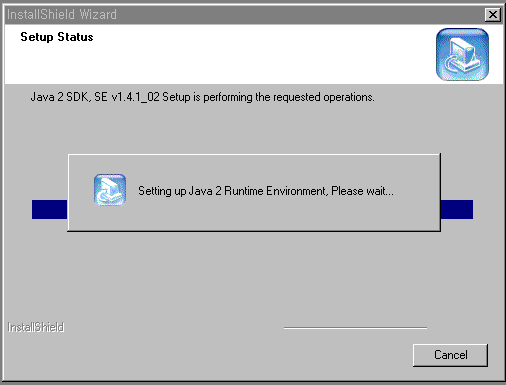 InstallShield Wizard
Setup Status
Java 2 SDK, SE v1.4.1_02 Setup is performing the requested operations.
Setting up Java 2 Runtime Environment, Please wait...
InstallShield
Cancel